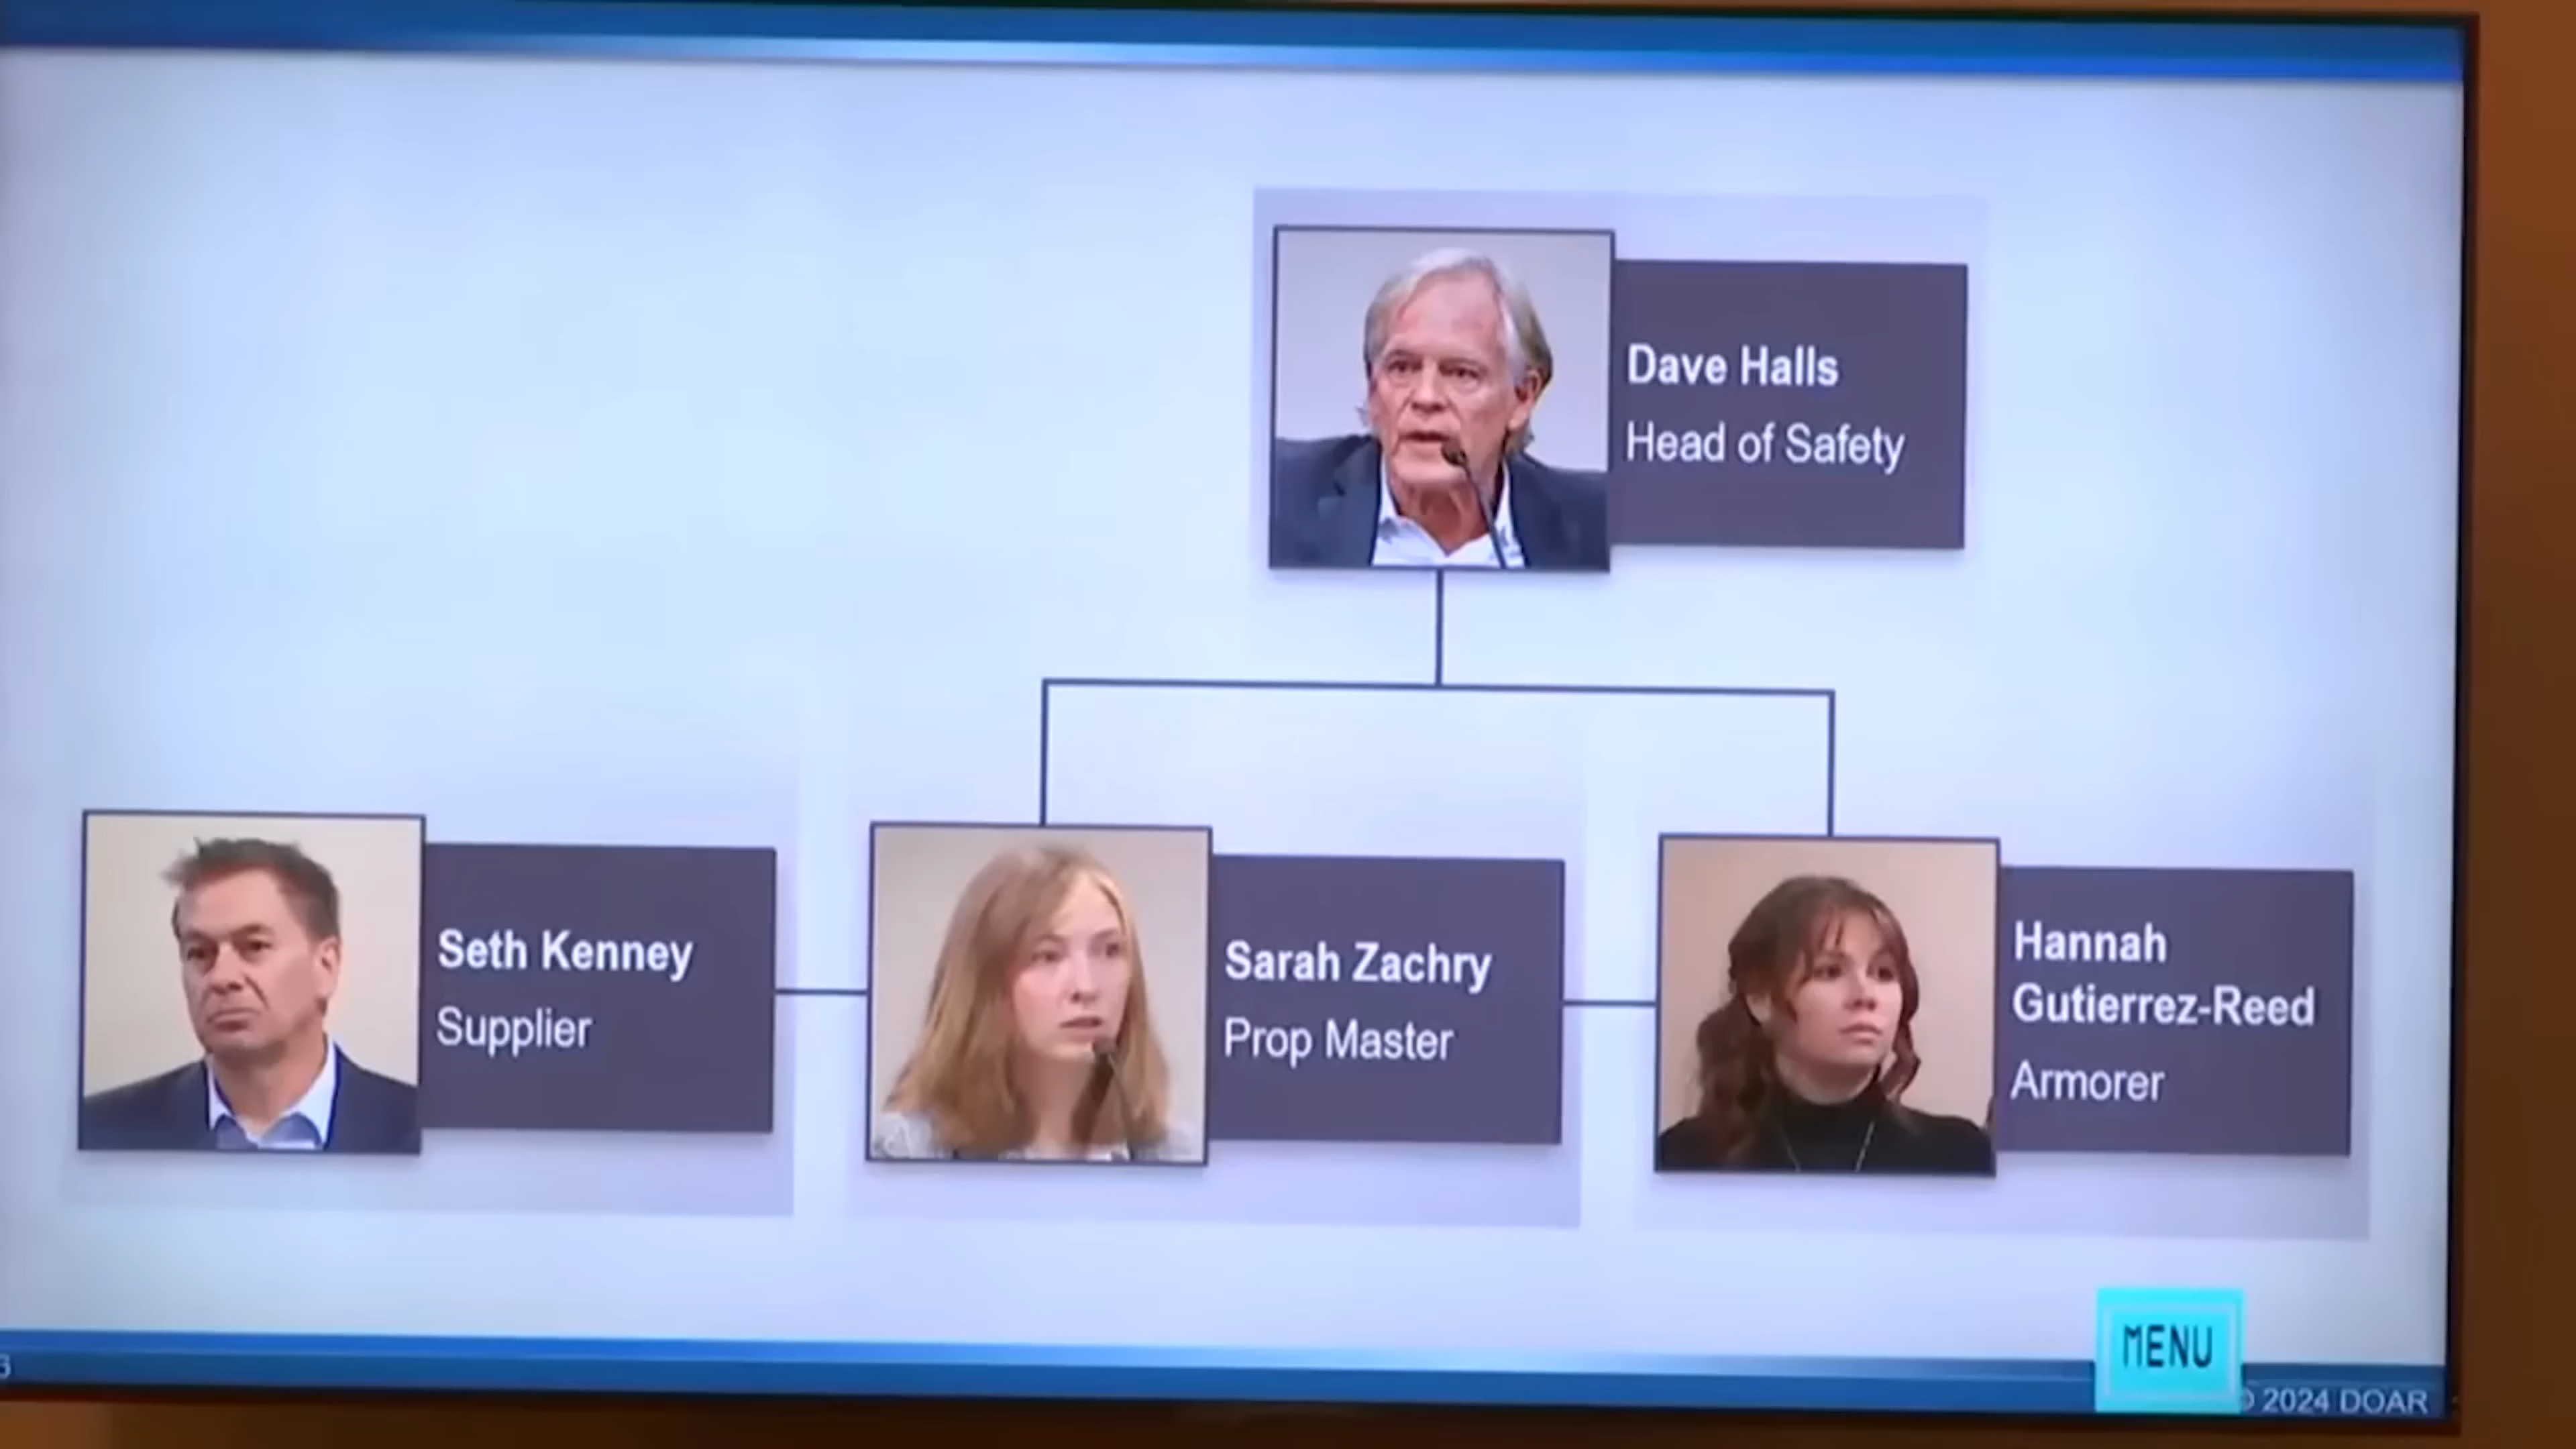 Dave Halls
Head of Safety
Seth Kenney
Supplier
Sarah Zachry
Prop Master
Hannah
Gutierrez-Reed
Armorer
MENU
2024 DOAR